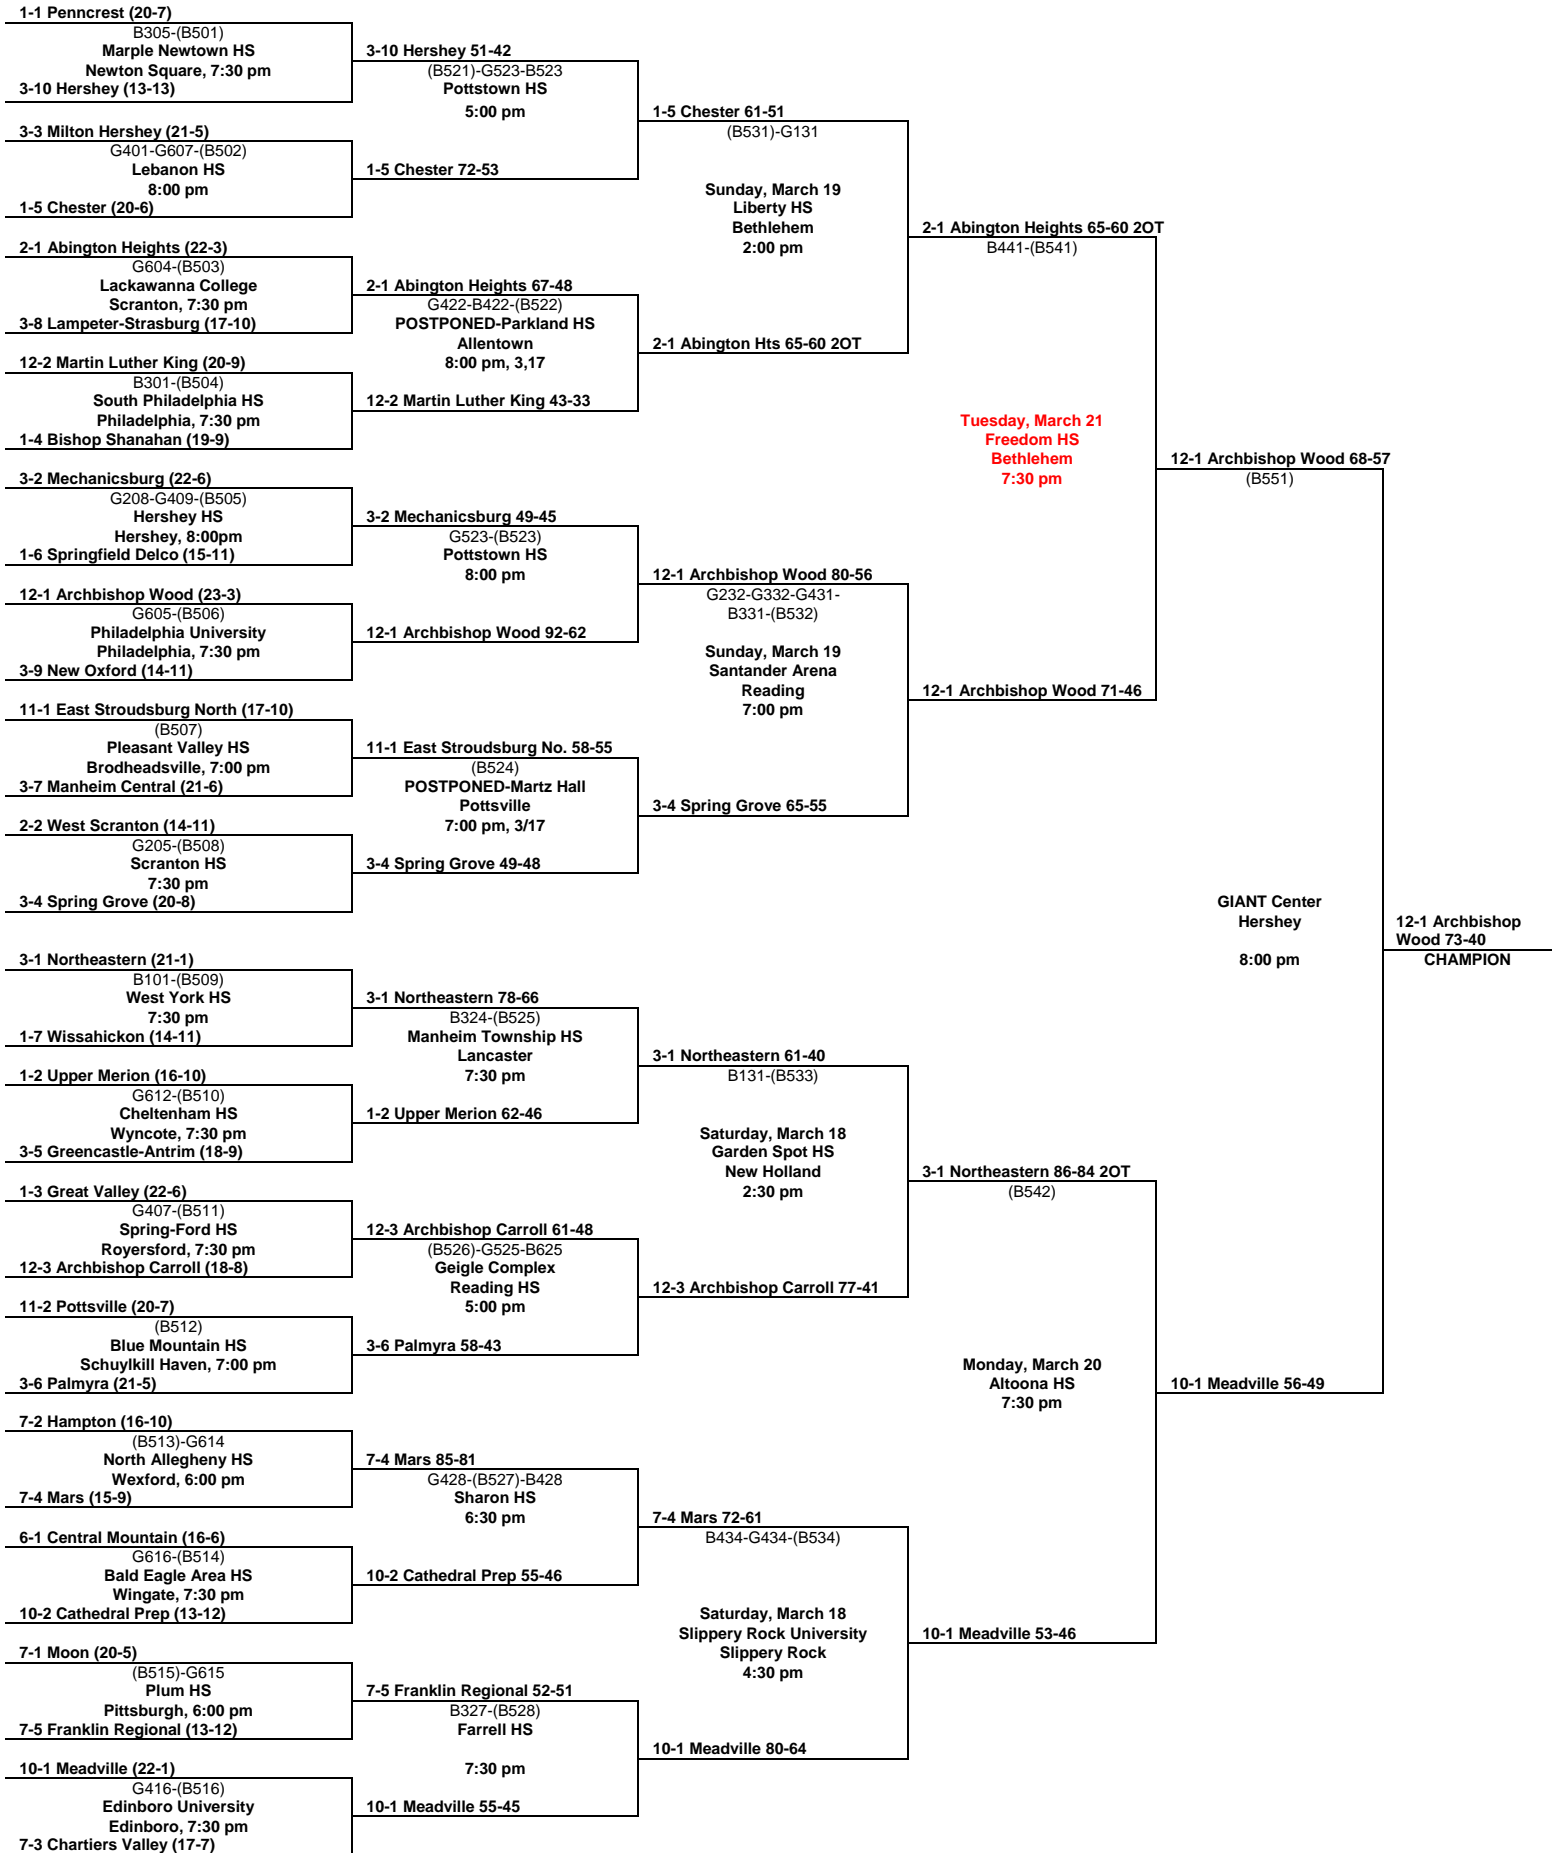 1-1 Penncrest (20-7)
B305-(B501)
Marple Newtown HS
Newton Square, 7:30 pm
3-10 Hershey (13-13)
3-3 Milton Hershey (21-5)
G401-G607-(B502)
Lebanon HS
8:00 pm
1-5 Chester (20-6)
2-1 Abington Heights (22-3)
G604-(B503)
Lackawanna College
Scranton, 7:30 pm
3-8 Lampeter-Strasburg (17-10)
12-2 Martin Luther King (20-9)
B301-(B504)
South Philadelphia HS
Philadelphia, 7:30 pm
1-4 Bishop Shanahan (19-9)
3-2 Mechanicsburg (22-6)
G208-G409-(B505)
Hershey HS
Hershey, 8:00pm
1-6 Springfield Delco (15-11)
12-1 Archbishop Wood (23-3)
G605-(B506)
Philadelphia University
Philadelphia, 7:30 pm
3-9 New Oxford (14-11)
11-1 East Stroudsburg North (17-10)
(B507)
Pleasant Valley HS
Brodheadsville, 7:00 pm
3-7 Manheim Central (21-6)
2-2 West Scranton (14-11)
G205-(B508)
Scranton HS
7:30 pm
3-4 Spring Grove (20-8)
3-1 Northeastern (21-1)
B101-(B509)
West York HS
7:30 pm
1-7 Wissahickon (14-11)
1-2 Upper Merion (16-10)
G612-(B510)
Cheltenham HS
Wyncote, 7:30 pm
3-5 Greencastle-Antrim (18-9)
1-3 Great Valley (22-6)
G407-(B511)
Spring-Ford HS
Royersford, 7:30 pm
12-3 Archbishop Carroll (18-8)
11-2 Pottsville (20-7)
(B512)
Blue Mountain HS
Schuylkill Haven, 7:00 pm
3-6 Palmyra (21-5)
7-2 Hampton (16-10)
(B513)-G614
North Allegheny HS
Wexford, 6:00 pm
7-4 Mars (15-9)
6-1 Central Mountain (16-6)
G616-(B514)
Bald Eagle Area HS
Wingate, 7:30 pm
10-2 Cathedral Prep (13-12)
7-1 Moon (20-5)
(B515)-G615
Plum HS
Pittsburgh, 6:00 pm
7-5 Franklin Regional (13-12)
10-1 Meadville (22-1)
G416-(B516)
Edinboro University
Edinboro, 7:30 pm
7-3 Chartiers Valley (17-7)
3-10 Hershey 51-42
(B521)-G523-B523
Pottstown HS
5:00 pm
1-5 Chester 72-53
2-1 Abington Heights 67-48
G422-B422-(B522)
POSTPONED-Parkland HS
Allentown
8:00 pm, 3,17
12-2 Martin Luther King 43-33
3-2 Mechanicsburg 49-45
G523-(B523)
Pottstown HS
8:00 pm
12-1 Archbishop Wood 92-62
11-1 East Stroudsburg No. 58-55
(B524)
POSTPONED-Martz Hall
Pottsville
7:00 pm, 3/17
3-4 Spring Grove 49-48
3-1 Northeastern 78-66
B324-(B525)
Manheim Township HS
Lancaster
7:30 pm
1-2 Upper Merion 62-46
12-3 Archbishop Carroll 61-48
(B526)-G525-B625
Geigle Complex
Reading HS
5:00 pm
3-6 Palmyra 58-43
7-4 Mars 85-81
G428-(B527)-B428
Sharon HS
6:30 pm
10-2 Cathedral Prep 55-46
7-5 Franklin Regional 52-51
B327-(B528)
Farrell HS
7:30 pm
10-1 Meadville 55-45
1-5 Chester 61-51
(B531)-G131
Sunday, March 19
Liberty HS
Bethlehem
2:00 pm
2-1 Abington Hts 65-60 2OT
12-1 Archbishop Wood 80-56
G232-G332-G431-
B331-(B532)
Sunday, March 19
Santander Arena
Reading
7:00 pm
3-4 Spring Grove 65-55
3-1 Northeastern 61-40
B131-(B533)
Saturday, March 18
Garden Spot HS
New Holland
2:30 pm
12-3 Archbishop Carroll 77-41
7-4 Mars 72-61
B434-G434-(B534)
Saturday, March 18
Slippery Rock University
Slippery Rock
4:30 pm
10-1 Meadville 80-64
2-1 Abington Heights 65-60 2OT
B441-(B541)
Tuesday, March 21
Freedom HS
Bethlehem
7:30 pm
12-1 Archbishop Wood 71-46
3-1 Northeastern 86-84 2OT
(B542)
Monday, March 20
Altoona HS
7:30 pm
10-1 Meadville 53-46
12-1 Archbishop Wood 68-57
(B551)
GIANT Center
Hershey
8:00 pm
10-1 Meadville 56-49
12-1 Archbishop
Wood 73-40
CHAMPION